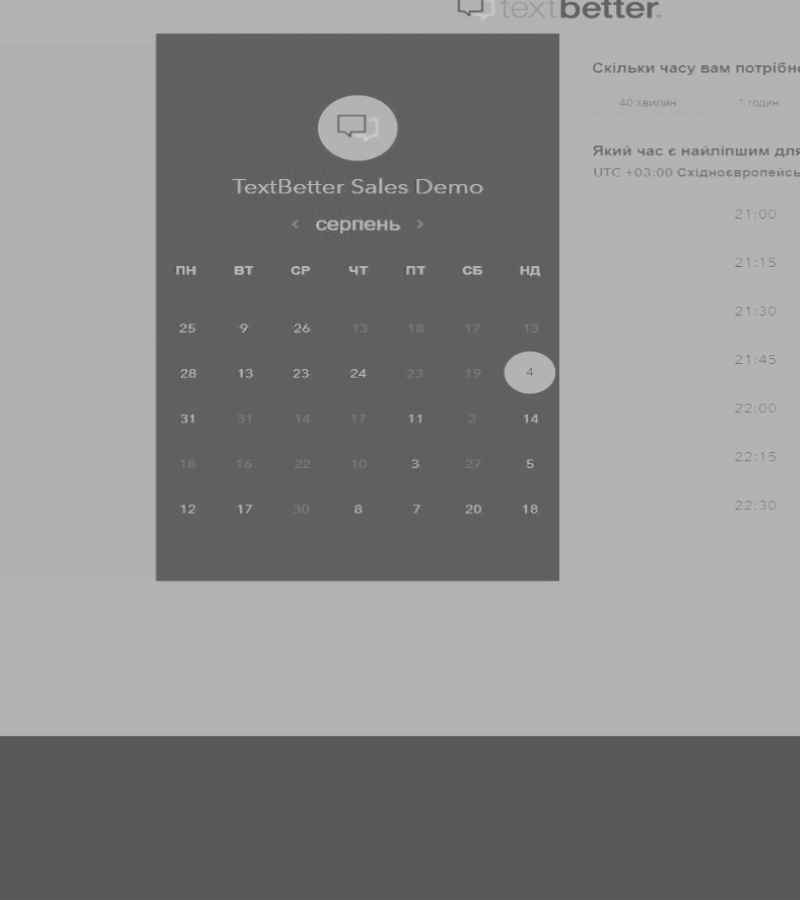 textbetter.
TextBetter Sales Demo
< серпень >
ПН ВТ СР ЧТ ПТ СБ НД
25 9 26 13 18 17 13
28 13 23 24 23 19 4
31 31 14 17 11 2 14
18 16 22 10 3 27 5
12 17 30 8 7 20 18
Скільки часу вам потрібно
40 хвилин 1 годин
Який час є найліпшим для
UTC +03:00 Східноєвропейсь
21:00
21:15
21:30
21:45
22:00
22:15
22:30